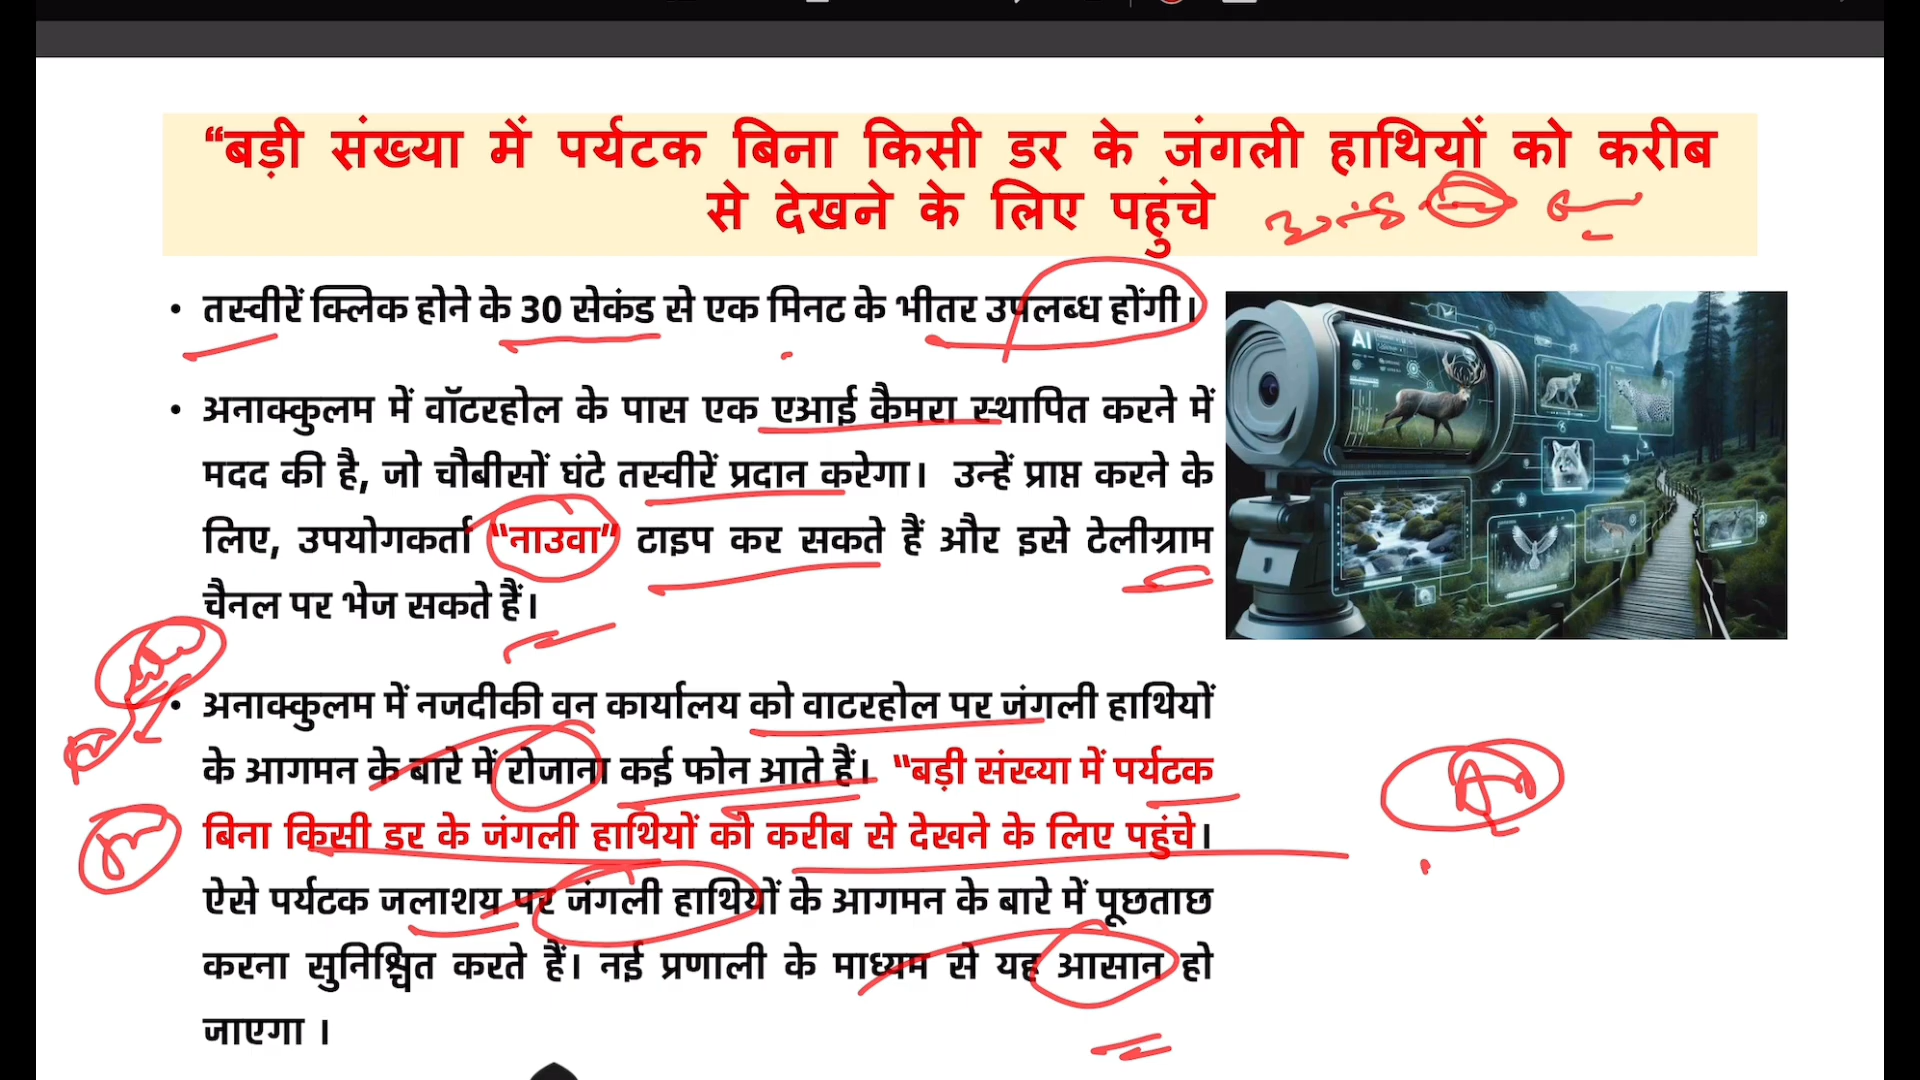 “बड़ी संख्या में पर्यटक बिना किसी डर के जंगली हाथियों को करीब
से देखने के लिए पहुंचे
• तस्वीरें क्लिक होने के 30 सेकंड से एक मिनट के भीतर उपलब्ध होंगी।
• अनाक्कुलम में वॉटरहोल के पास एक एआई कैमरा स्थापित करने में
मदद की है, जो चौबीसों घंटे तस्वीरें प्रदान करेगा। उन्हें प्राप्त करने के
लिए, उपयोगकर्ता “नाउवा” टाइप कर सकते हैं और इसे टेलीग्राम
चैनल पर भेज सकते हैं।
• अनाक्कुलम में नजदीकी वन कार्यालय को वाटरहोल पर जंगली हाथियों
के आगमन के बारे में रोजाना कई फोन आते हैं। “बड़ी संख्या में पर्यटक
बिना किसी डर के जंगली हाथियों को करीब से देखने के लिए पहुंचे।
ऐसे पर्यटक जलाशय पर जंगली हाथियों के आगमन के बारे में पूछताछ
करना सुनिश्चित करते हैं। नई प्रणाली के माध्यम से यह आसान हो
जाएगा ।
AI